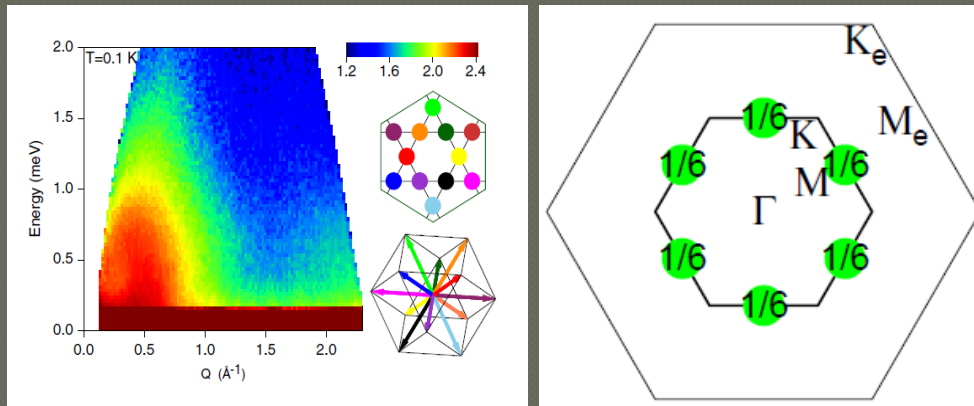 T=0.1 K
2.0
1.5
1.0
0.5
0.0
Energy (meV)
0.0 0.5 1.0 1.5 2.0
Q (Å⁻¹)
1.2 1.6 2.0 2.4
Kₑ
1/6
K
Mₑ
1/6 1/6
M
Γ
1/6 1/6
1/6